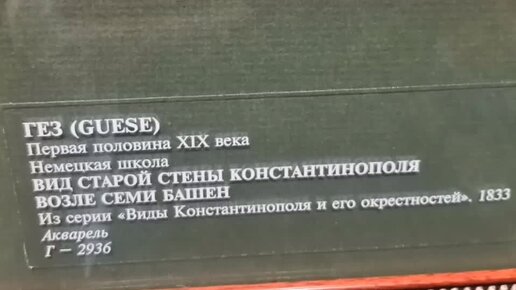 ГЕЗ (GUESE)
Первая половина XIX века
Немецкая школа
ВИД СТАРОЙ СТЕНЫ КОНСТАНТИНОПОЛЯ
ВОЗЛЕ СЕМИ БАШЕН
Из серии «Виды Константинополя и его окрестностей». 1833
Акварель
Г — 2936